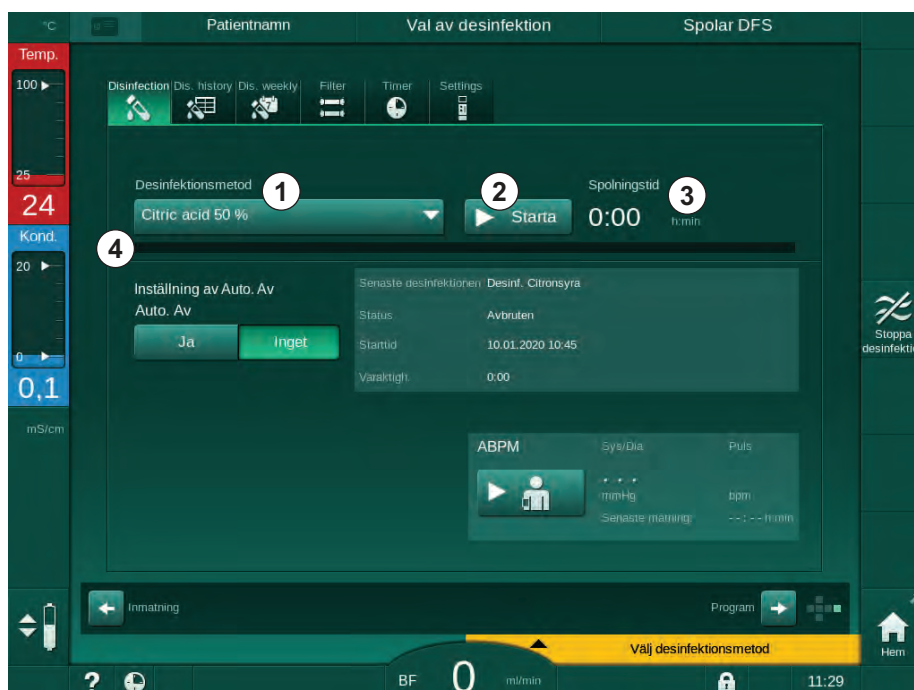 °C Patientnamn Val av desinfektion Spolar DFS
Temp.
100
25
24
Kond.
20
0
0,1
mS/cm
Disinfection Dis. history Dis. weekly Filter Timer Settings
7
Desinfektionsmetod 1
Citric acid 50 %
2
Starta
Spolningstid 3
0:00 h:min
4
Inställning av Auto. Av
Auto. Av
Ja Inget
Senaste desinfektionen Desinf. Citronsyra
Status Avbruten
Starttid 10.01.2020 10:45
Varaktigh. 0:00
ABPM Sys/Dia Puls
mmHg bpm
Senaste mätning: --:-- h:min
Stoppa
desinfekti
Inmatning Program
Välj desinfektionsmetod
Hem
? BF 0 ml/min 11:29